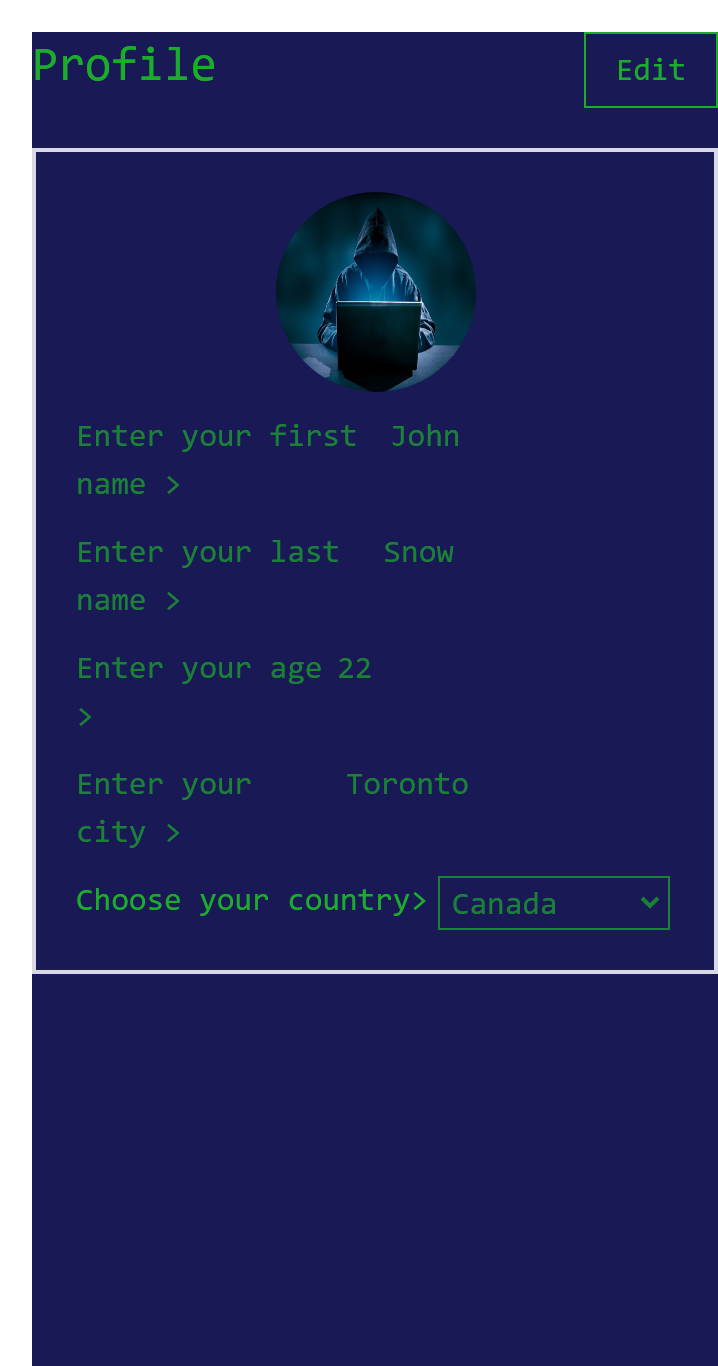 Profile
Edit
Enter your first John
name >
Enter your last Snow
name >
Enter your age 22
>
Enter your Toronto
city >
Choose your country> Canada